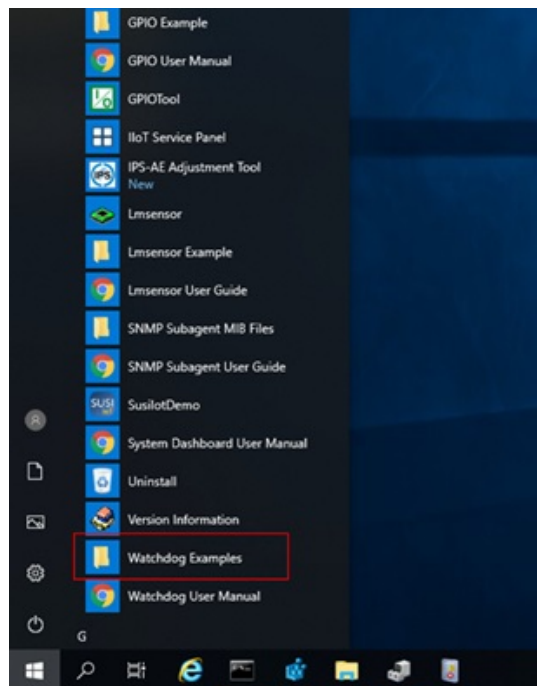 GPIO Example
GPIO User Manual
GPIOTool
IIoT Service Panel
IPS-AE Adjustment Tool
New
Lmsensor
Lmsensor Example
Lmsensor User Guide
SNMP Subagent MIB Files
SNMP Subagent User Guide
SUSI
SusiIotDemo
System Dashboard User Manual
Uninstall
Version Information
Watchdog Examples
Watchdog User Manual
G